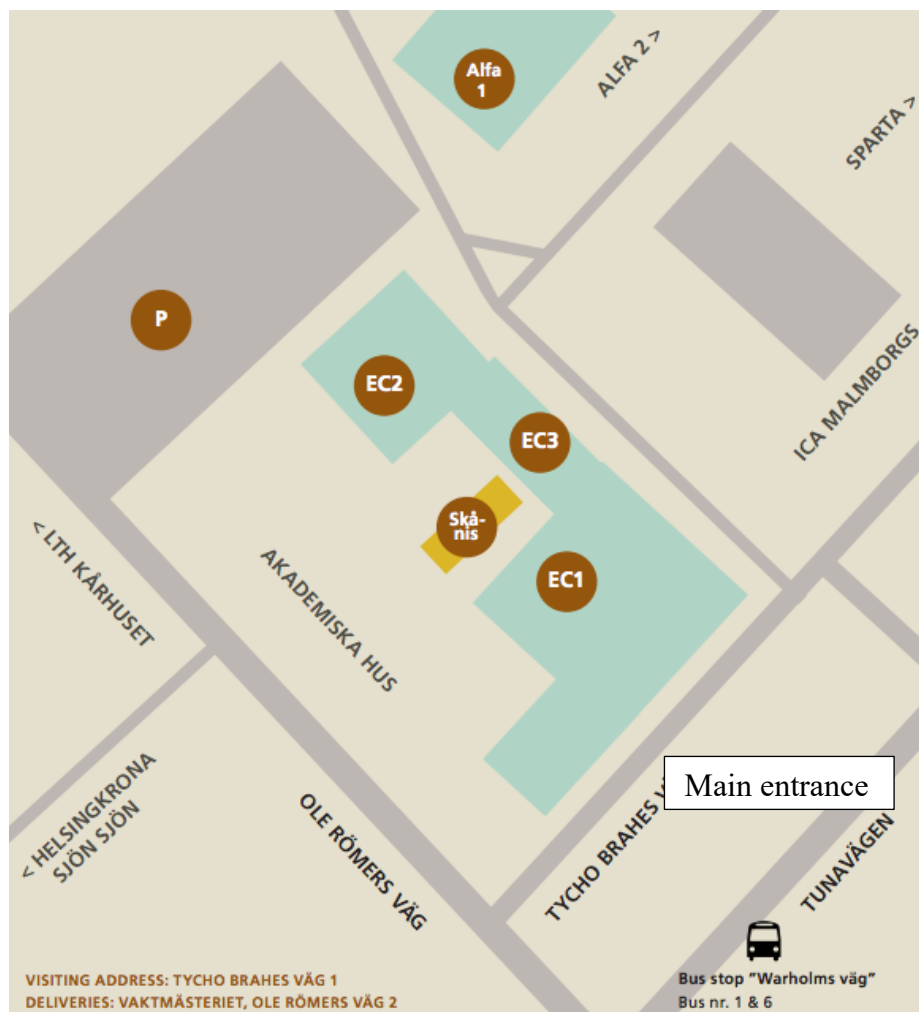 Alfa
1
ALFA 2 >
SPARTA >
P
EC2
EC3
ICA MALMBORGS
Skå-
nis
EC1
< LTH KÅRHUSET
AKADEMISKA HUS
< HELSINGKRONA
SJÖN SJÖN
OLE RÖMERS VÄG
Main entrance
TYCHO BRAHES VÄ
TUNAVÄGEN
VISITING ADDRESS: TYCHO BRAHES VÄG 1
DELIVERIES: VAKTMÄSTERIET, OLE RÖMERS VÄG 2
Bus stop "Warholms väg"
Bus nr. 1 & 6